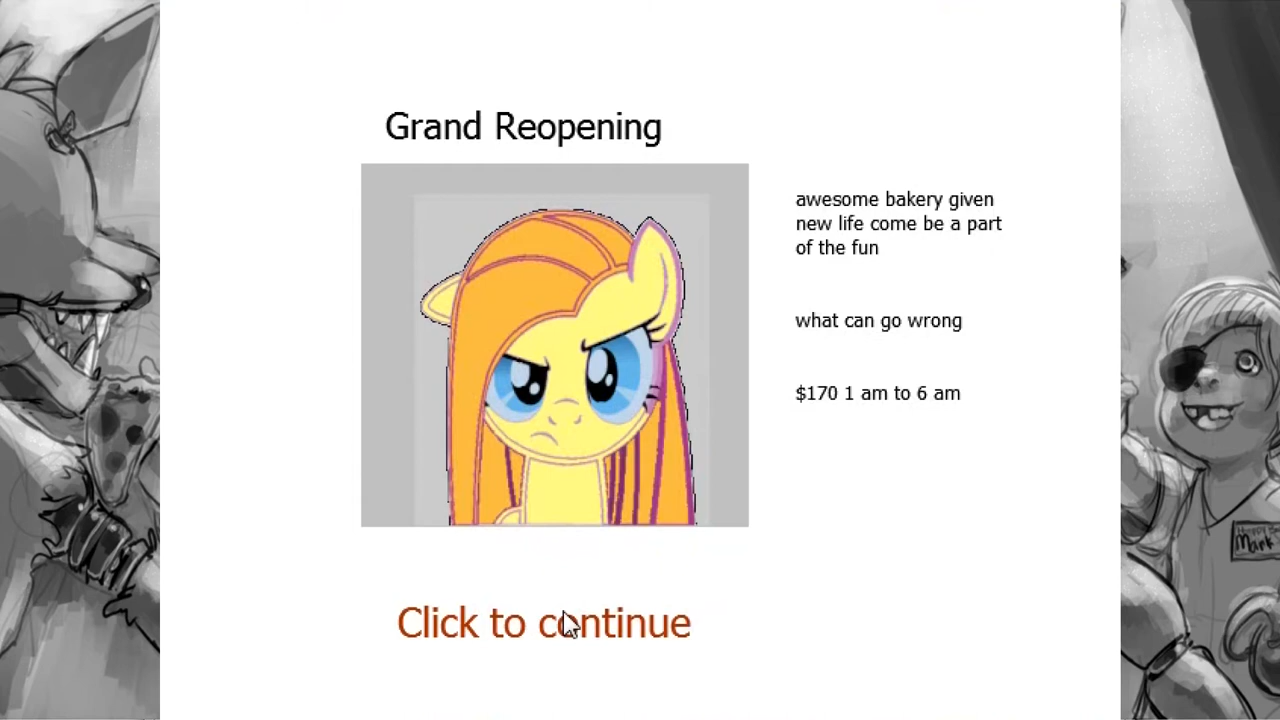 Grand Reopening
awesome bakery given
new life come be a part
of the fun
what can go wrong
$170 1 am to 6 am
Click to continue
Mark